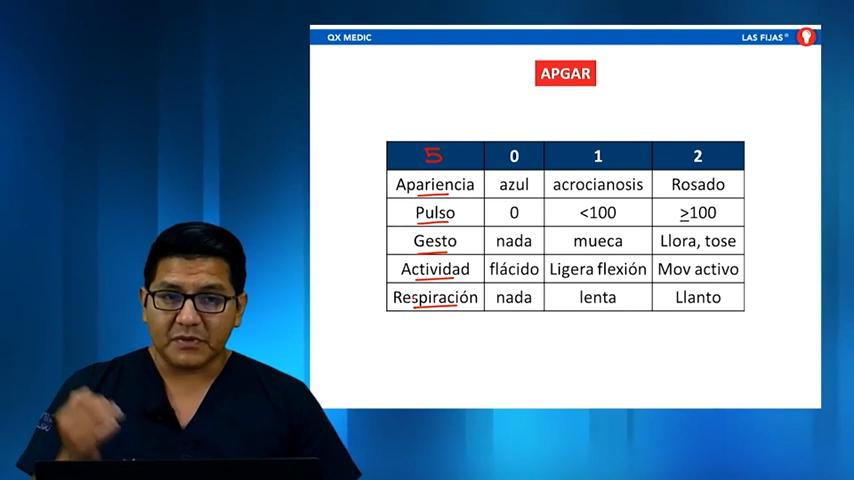 QX MEDIC LAS FIJAS®
APGAR
5 0 1 2
Apariencia azul acrocianosis Rosado
Pulso 0 <100 ≥100
Gesto nada mueca Llora, tose
Actividad flácido Ligera flexión Mov activo
Respiración nada lenta Llanto